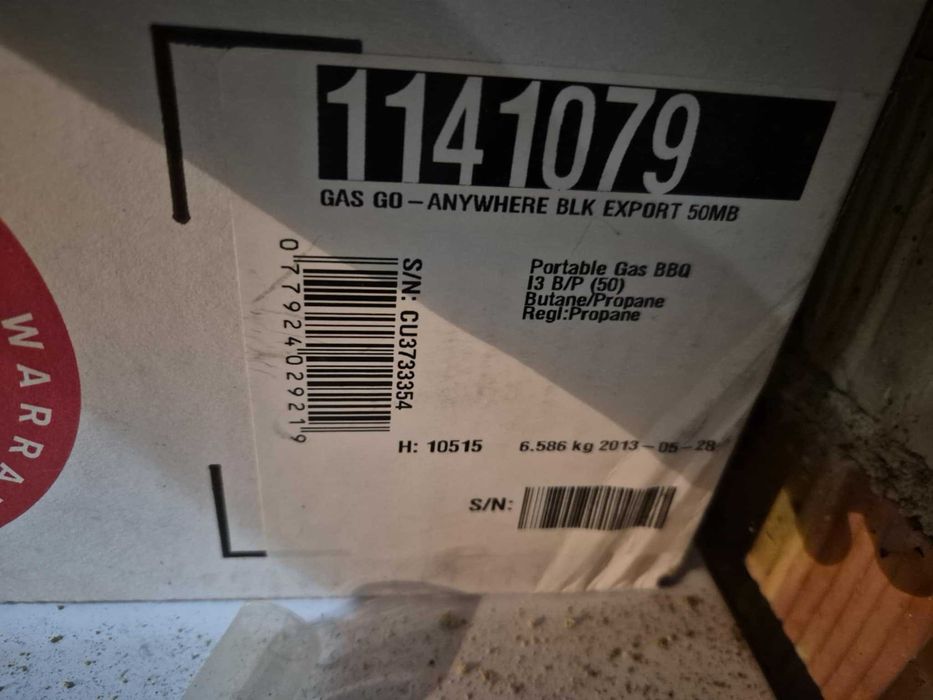 1141079
GAS GO-ANYWHERE BLK EXPORT 50MB
Portable Gas BBQ
I3 B/P (50)
Butane/Propane
Regl:Propane
0 77924 02921 9
S/N: CU3733354
H: 10515 6.586 kg 2013-05-28
S/N:
WARRA